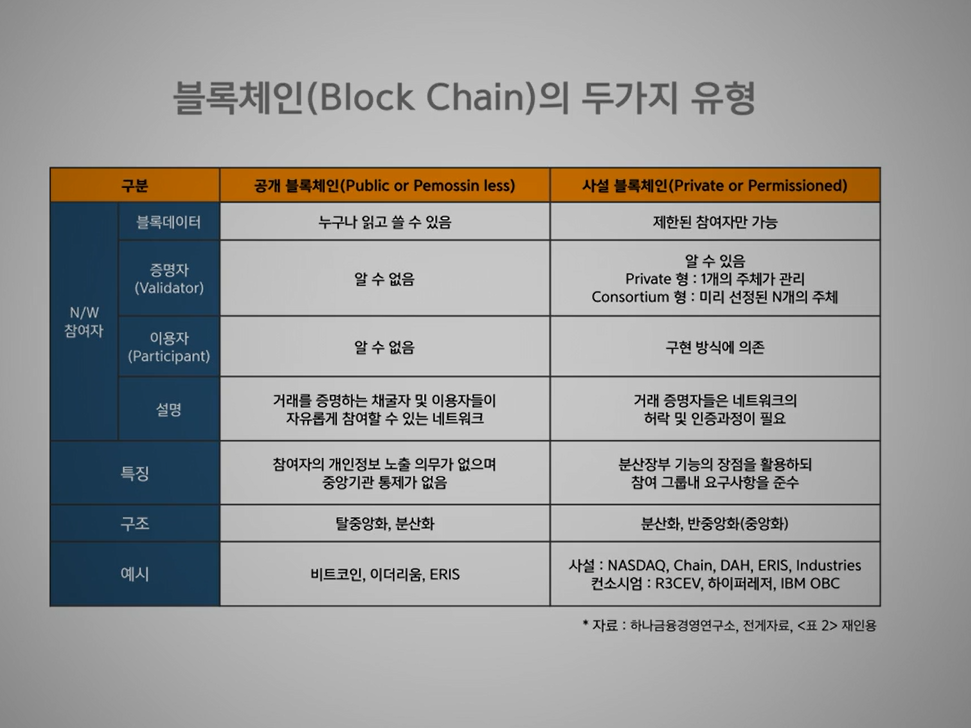 블록체인(Block Chain)의 두가지 유형
구분
공개 블록체인(Public or Pemossin less)
사설 블록체인(Private or Permissioned)
N/W
참여자
블록데이터
누구나 읽고 쓸 수 있음
제한된 참여자만 가능
증명자
(Validator)
알 수 없음
알 수 있음
Private 형 : 1개의 주체가 관리
Consortium 형 : 미리 선정된 N개의 주체
이용자
(Participant)
알 수 없음
구현 방식에 의존
설명
거래를 증명하는 채굴자 및 이용자들이
자유롭게 참여할 수 있는 네트워크
거래 증명자들은 네트워크의
허락 및 인증과정이 필요
특징
참여자의 개인정보 노출 의무가 없으며
중앙기관 통제가 없음
분산장부 기능의 장점을 활용하되
참여 그룹내 요구사항을 준수
구조
탈중앙화, 분산화
분산화, 반중앙화(중앙화)
예시
비트코인, 이더리움, ERIS
사설 : NASDAQ, Chain, DAH, ERIS, Industries
컨소시엄 : R3CEV, 하이퍼레저, IBM OBC
* 자료 : 하나금융경영연구소, 전게자료, <표 2> 재인용